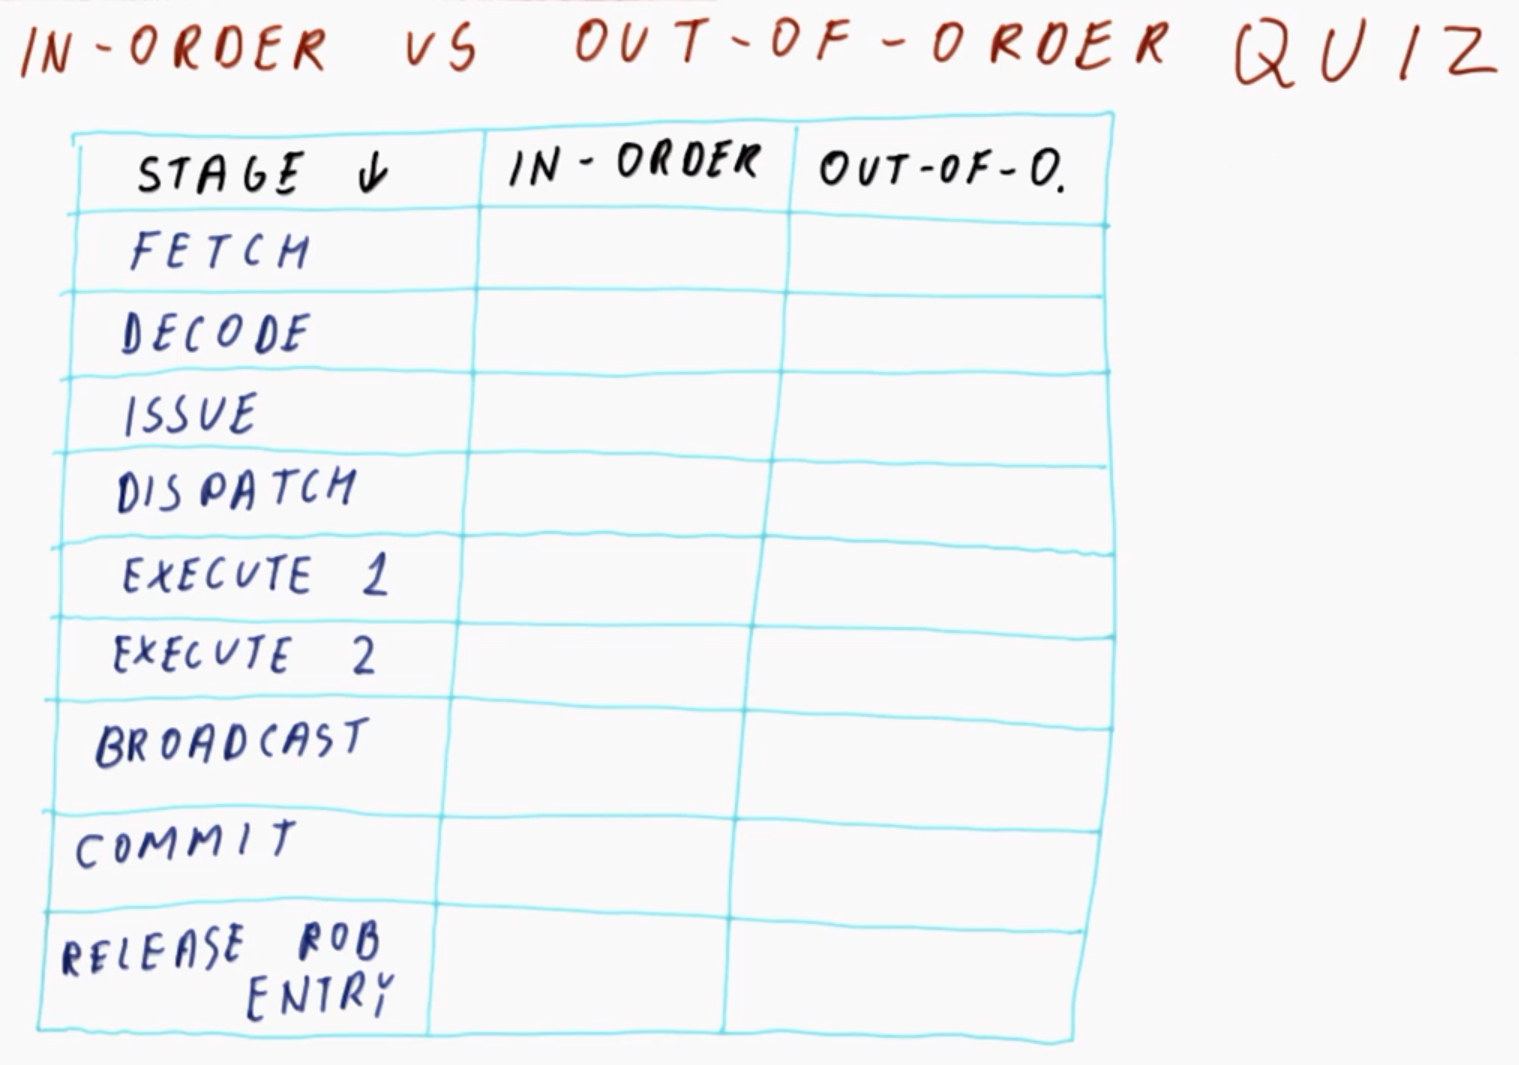 IN-ORDER VS OUT-OF-ORDER QUIZ
STAGE ↓ IN-ORDER OUT-OF-O.
FETCH
DECODE
ISSUE
DISPATCH
EXECUTE 1
EXECUTE 2
BROADCAST
COMMIT
RELEASE ROB
ENTRY